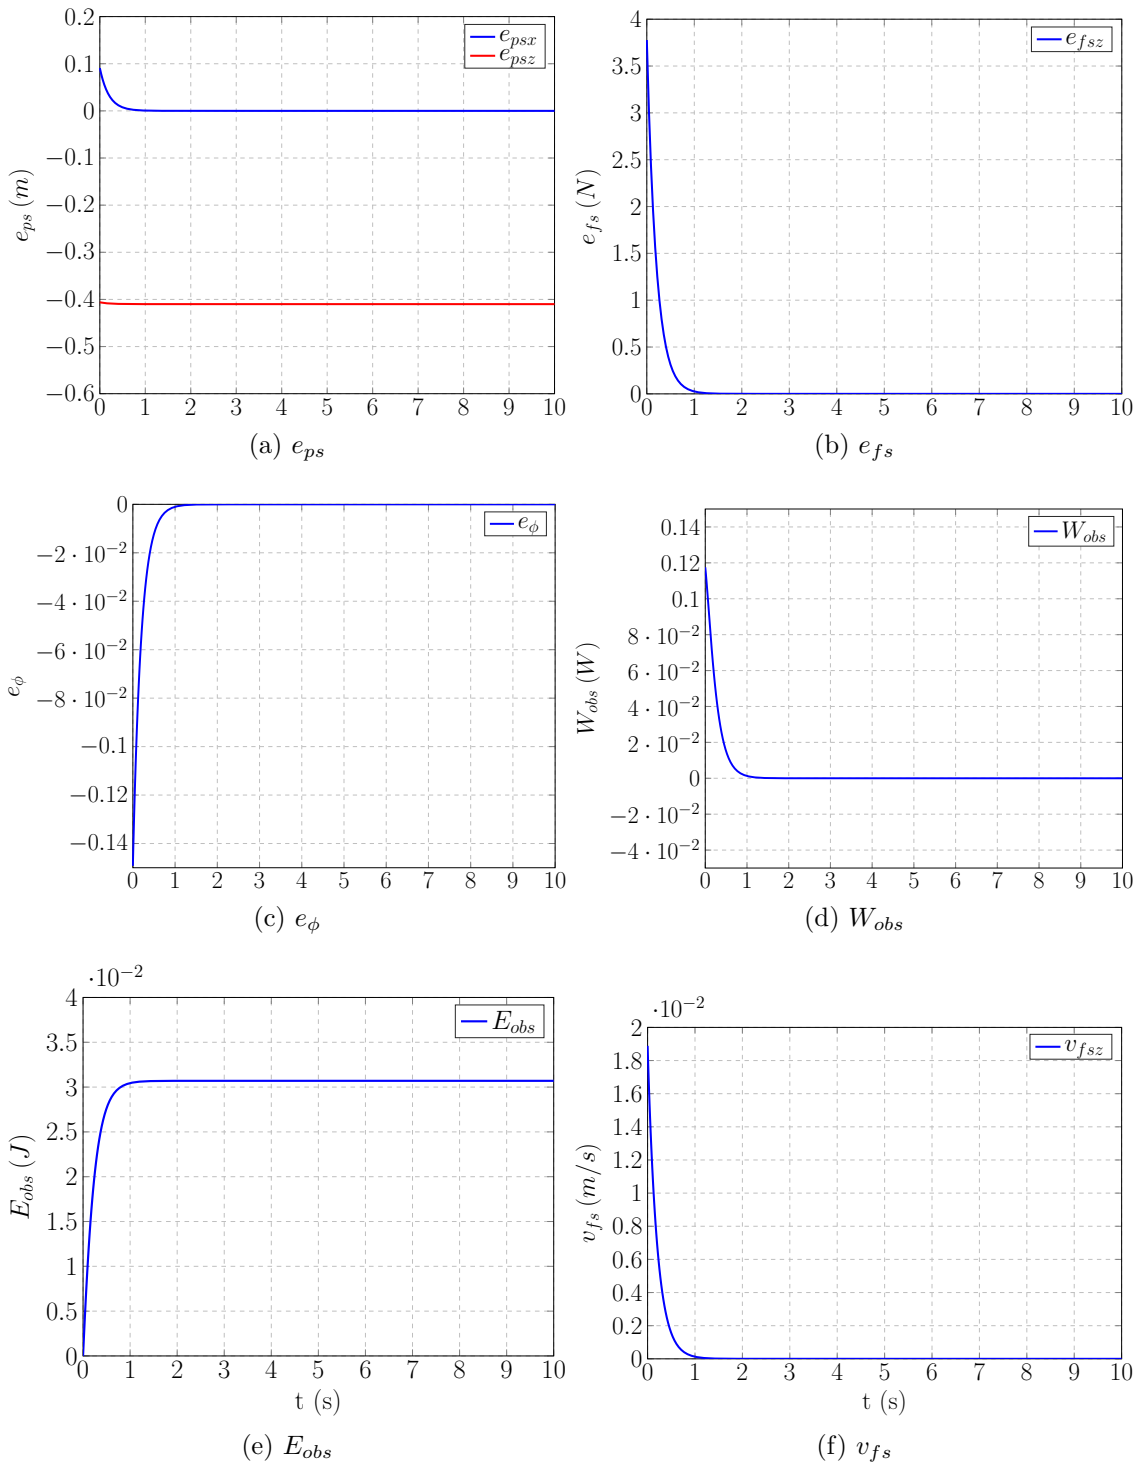 0.2
0.1
0
−0.1
−0.2
−0.3
−0.4
−0.5
−0.6
e_ps (m)
e_psx
e_psz
0 1 2 3 4 5 6 7 8 9 10
(a) e_ps
4
3.5
3
2.5
2
1.5
1
0.5
0
e_fs (N)
e_fsz
0 1 2 3 4 5 6 7 8 9 10
(b) e_fs
0
−2 · 10^−2
−4 · 10^−2
−6 · 10^−2
−8 · 10^−2
−0.1
−0.12
−0.14
e_ϕ
e_ϕ
0 1 2 3 4 5 6 7 8 9 10
(c) e_ϕ
0.14
0.12
0.1
8 · 10^−2
6 · 10^−2
4 · 10^−2
2 · 10^−2
0
−2 · 10^−2
−4 · 10^−2
W_obs (W)
W_obs
0 1 2 3 4 5 6 7 8 9 10
(d) W_obs
·10^−2
4
3.5
3
2.5
2
1.5
1
0.5
0
E_obs (J)
E_obs
0 1 2 3 4 5 6 7 8 9 10
t (s)
(e) E_obs
·10^−2
2
1.8
1.6
1.4
1.2
1
0.8
0.6
0.4
0.2
0
v_fs (m/s)
v_fsz
0 1 2 3 4 5 6 7 8 9 10
t (s)
(f) v_fs